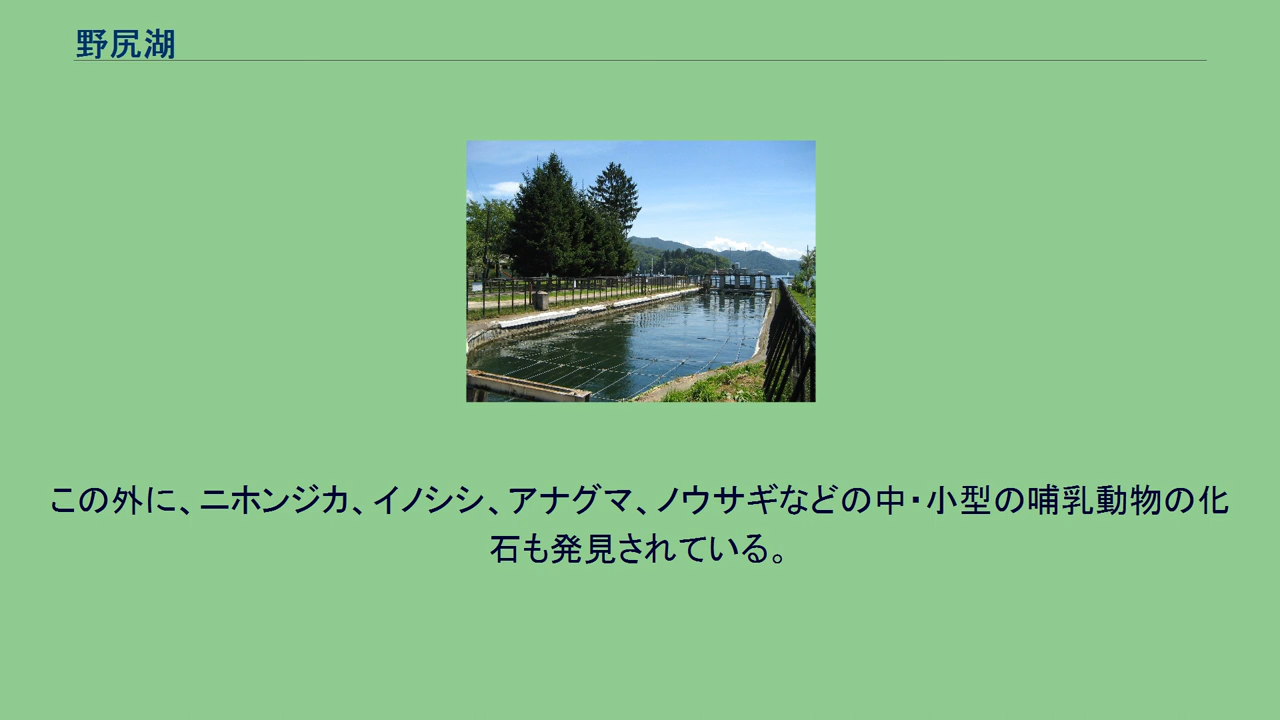 野尻湖
この外に、ニホンジカ、イノシシ、アナグマ、ノウサギなどの中・小型の哺乳動物の化
石も発見されている。